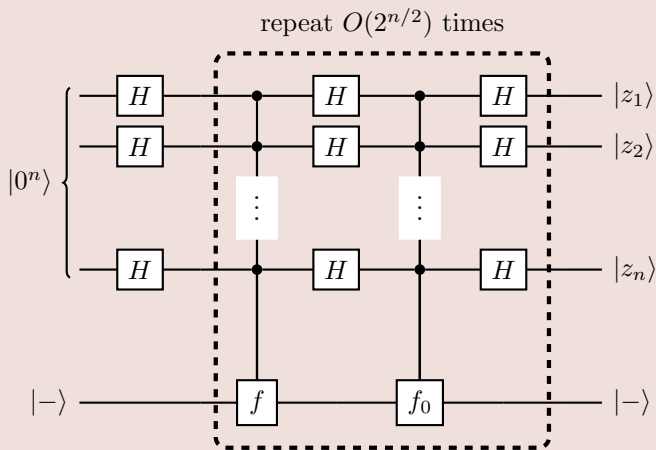 repeat O(2^{n/2}) times
H H H |z_1⟩
H H H |z_2⟩
|0^n⟩ ⋮ ⋮
H H H |z_n⟩
|−⟩ f f_0 |−⟩